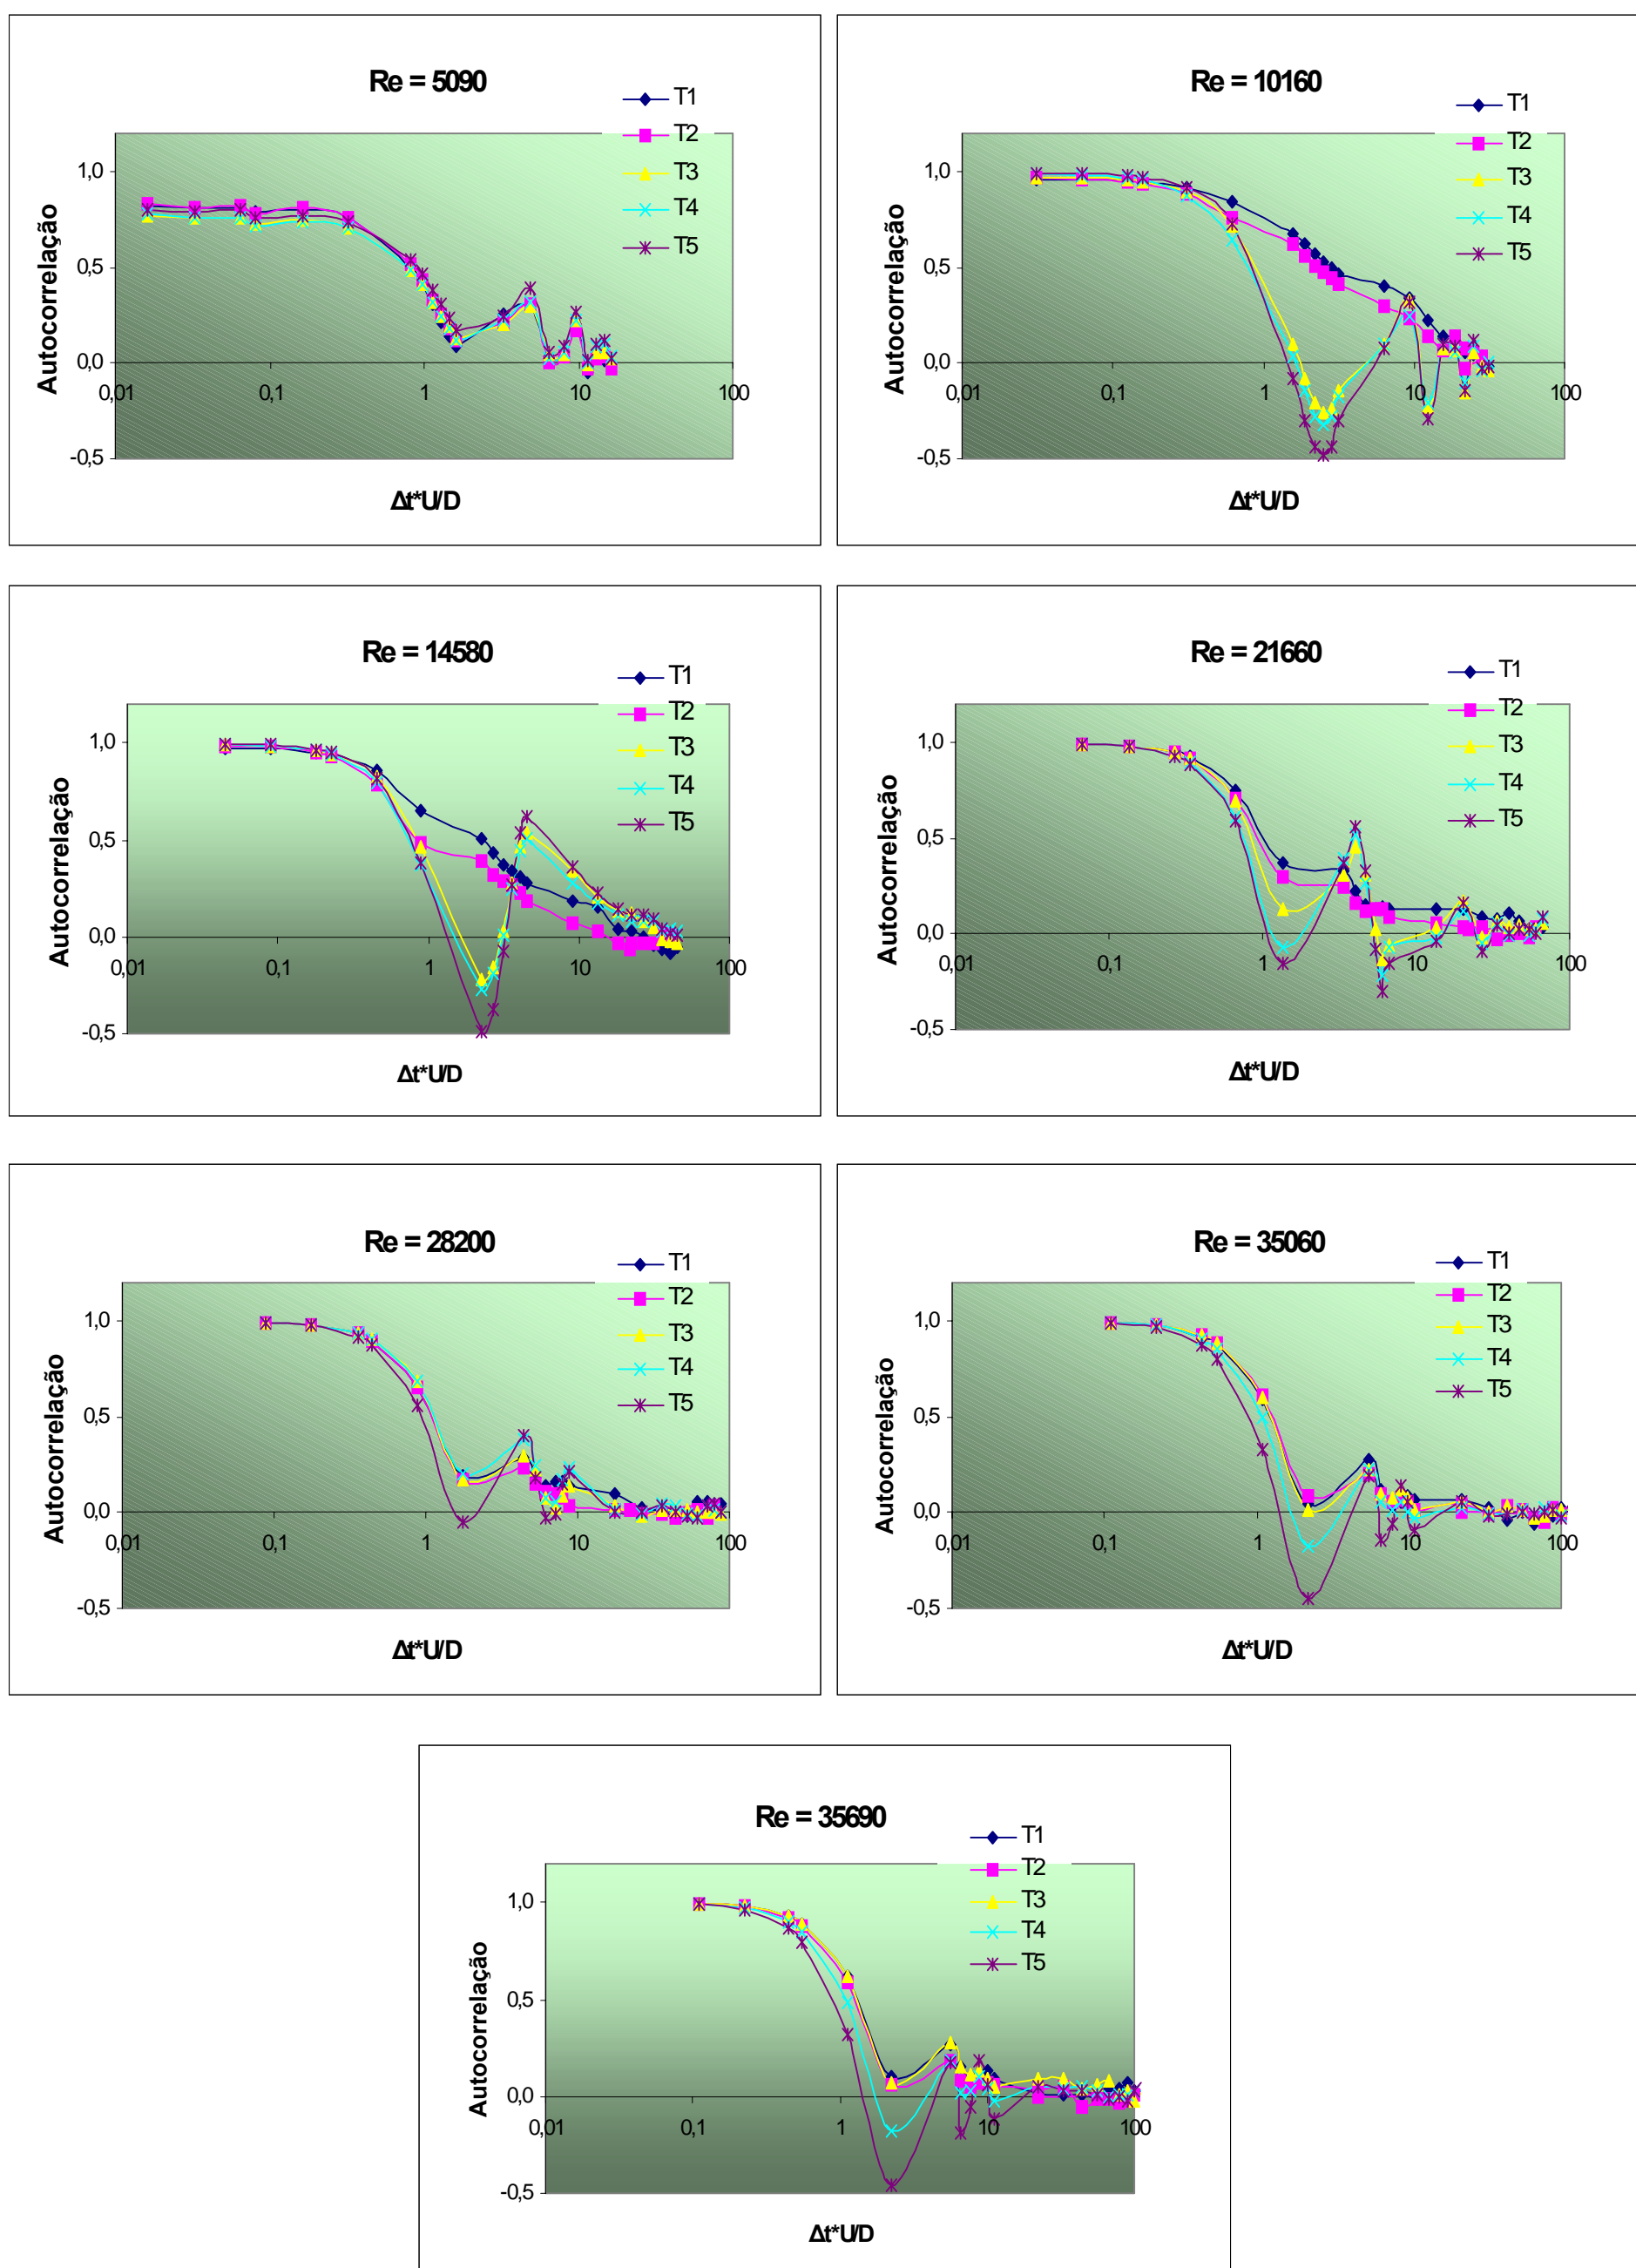 Re = 5090
T1
T2
T3
T4
T5
1,0
0,5
0,0
-0,5
0,01
0,1
1
10
100
Autocorrelação
Δt*U/D
Re = 10160
T1
T2
T3
T4
T5
1,0
0,5
0,0
-0,5
0,01
0,1
1
10
100
Autocorrelação
Δt*U/D
Re = 14580
T1
T2
T3
T4
T5
1,0
0,5
0,0
-0,5
0,01
0,1
1
10
100
Autocorrelação
Δt*U/D
Re = 21660
T1
T2
T3
T4
T5
1,0
0,5
0,0
-0,5
0,01
0,1
1
10
100
Autocorrelação
Δt*U/D
Re = 28200
T1
T2
T3
T4
T5
1,0
0,5
0,0
-0,5
0,01
0,1
1
10
100
Autocorrelação
Δt*U/D
Re = 35060
T1
T2
T3
T4
T5
1,0
0,5
0,0
-0,5
0,01
0,1
1
10
100
Autocorrelação
Δt*U/D
Re = 35690
T1
T2
T3
T4
T5
1,0
0,5
0,0
-0,5
0,01
0,1
1
10
100
Autocorrelação
Δt*U/D